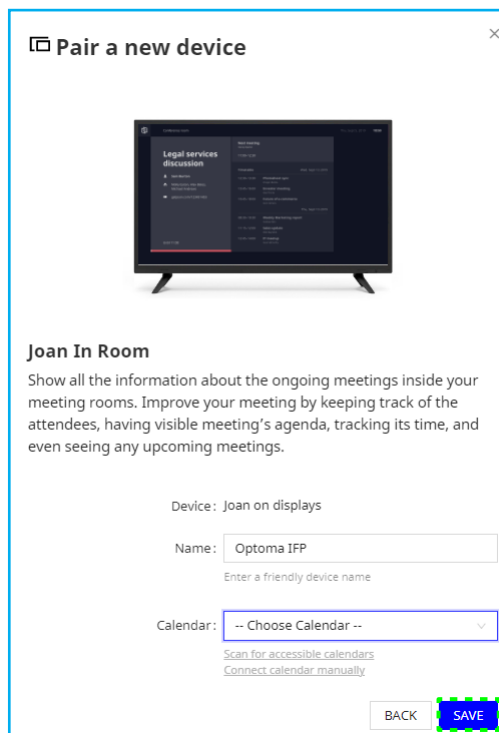 Pair a new device
Legal services
discussion
Joan In Room
Show all the information about the ongoing meetings inside your
meeting rooms. Improve your meeting by keeping track of the
attendees, having visible meeting’s agenda, tracking its time, and
even seeing any upcoming meetings.
Device: Joan on displays
Name: Optoma IFP
Enter a friendly device name
Calendar: -- Choose Calendar --
Scan for accessible calendars
Connect calendar manually
BACK SAVE